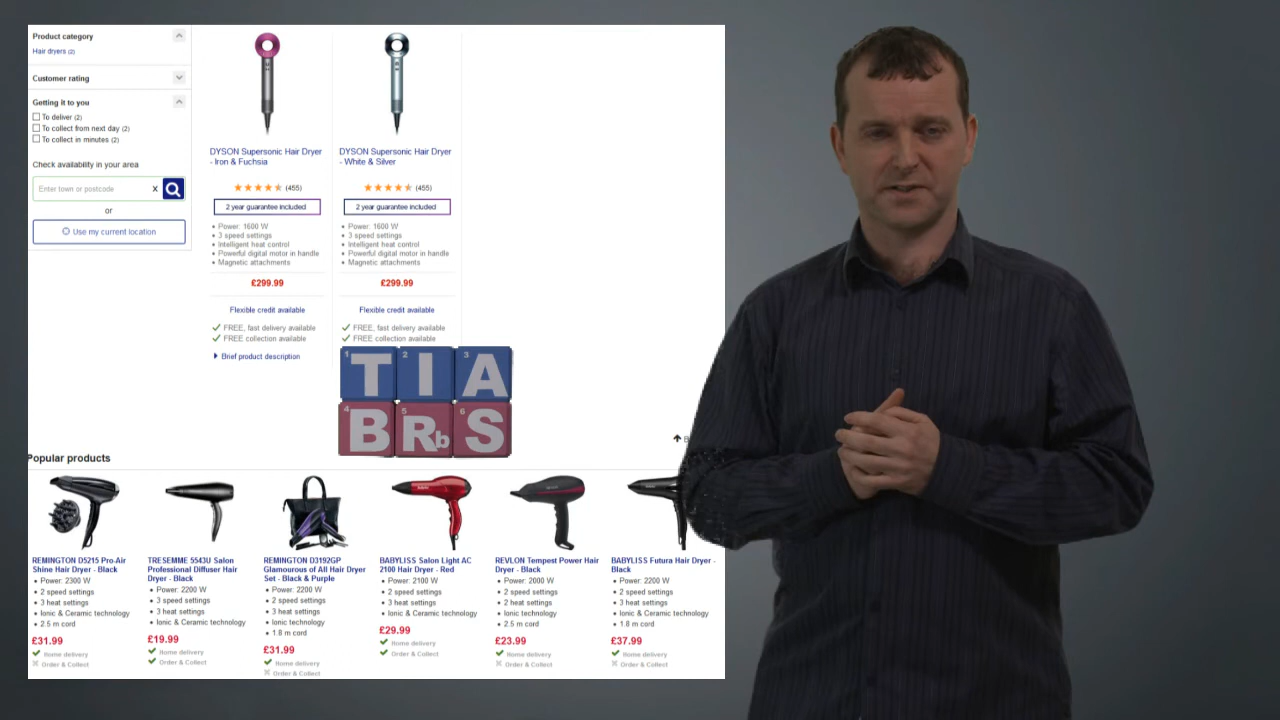 Product category
Hair dryers (2)
Customer rating
Getting it to you
To deliver (2)
To collect from next day (2)
To collect in minutes (2)
Check availability in your area
Enter town or postcode X
or
Use my current location
DYSON Supersonic Hair Dryer
- Iron & Fuchsia
(455)
2 year guarantee included
• Power: 1600 W
• 3 speed settings
• Intelligent heat control
• Powerful digital motor in handle
• Magnetic attachments
£299.99
Flexible credit available
FREE, fast delivery available
FREE collection available
Brief product description
DYSON Supersonic Hair Dryer
- White & Silver
(455)
2 year guarantee included
• Power: 1600 W
• 3 speed settings
• Intelligent heat control
• Powerful digital motor in handle
• Magnetic attachments
£299.99
Flexible credit available
FREE, fast delivery available
FREE collection available
1 T 2 I 3 A
4 B 5 Rb 6 S
Popular products
REMINGTON D5215 Pro-Air
Shine Hair Dryer - Black
• Power: 2300 W
• 2 speed settings
• 3 heat settings
• Ionic & Ceramic technology
• 2.5 m cord
£31.99
Home delivery
Order & Collect
TRESEMME 5543U Salon
Professional Diffuser Hair
Dryer - Black
• Power: 2200 W
• 3 speed settings
• 3 heat settings
• Ionic & Ceramic technology
£19.99
Home delivery
Order & Collect
REMINGTON D3192GP
Glamourous of All Hair Dryer
Set - Black & Purple
• Power: 2200 W
• 2 speed settings
• 3 heat settings
• Ionic technology
• 1.8 m cord
£31.99
Home delivery
Order & Collect
BABYLISS Salon Light AC
2100 Hair Dryer - Red
• Power: 2100 W
• 2 speed settings
• 3 heat settings
• Ionic & Ceramic technology
£29.99
Home delivery
Order & Collect
REVLON Tempest Power Hair
Dryer - Black
• Power: 2000 W
• 2 speed settings
• 2 heat settings
• Ionic technology
• 2.5 m cord
£23.99
Home delivery
Order & Collect
BABYLISS Futura Hair Dryer -
Black
• Power: 2200 W
• 2 speed settings
• 3 heat settings
• Ionic & Ceramic technology
• 1.8 m cord
£37.99
Home delivery
Order & Collect